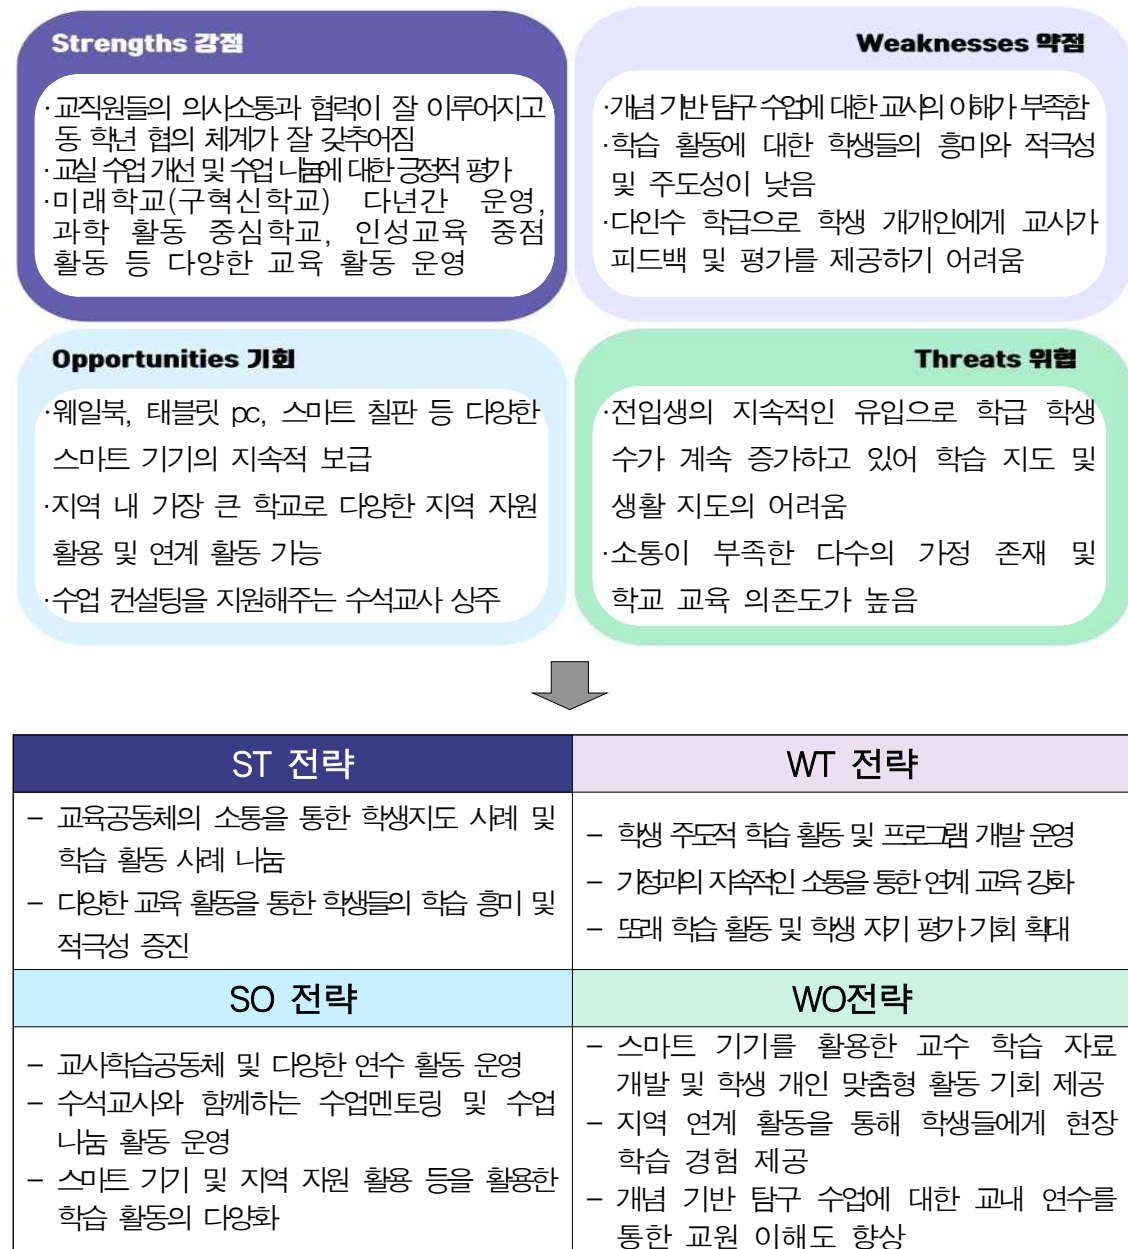 Strengths 강점
·교직원들의 의사소통과 협력이 잘 이루어지고
동 학년 협의 체계가 잘 갖추어짐
·교실 수업 개선 및 수업 나눔에 대한 긍정적 평가
·미래학교(구혁신학교) 다년간 운영,
과학 활동 중심학교, 인성교육 중점
활동 등 다양한 교육 활동 운영
Weaknesses 약점
·개념 기반 탐구 수업에 대한 교사의 이해가 부족함
·학습 활동에 대한 학생들의 흥미와 적극성
및 주도성이 낮음
·다인수 학급으로 학생 개개인에게 교사가
피드백 및 평가를 제공하기 어려움
Opportunities 기회
·웨일북, 태블릿 pc, 스마트 칠판 등 다양한
스마트 기기의 지속적 보급
·지역 내 가장 큰 학교로 다양한 지역 자원
활용 및 연계 활동 가능
·수업 컨설팅을 지원해주는 수석교사 상주
Threats 위협
·전입생의 지속적인 유입으로 학급 학생
수가 계속 증가하고 있어 학습 지도 및
생활 지도의 어려움
·소통이 부족한 다수의 가정 존재 및
학교 교육 의존도가 높음
ST 전략
– 교육공동체의 소통을 통한 학생지도 사례 및
학습 활동 사례 나눔
– 다양한 교육 활동을 통한 학생들의 학습 흥미 및
적극성 증진
WT 전략
– 학생 주도적 학습 활동 및 프로그램 개발 운영
– 가정과의 지속적인 소통을 통한 연계 교육 강화
– 또래 학습 활동 및 학생 자기 평가 기회 확대
SO 전략
– 교사학습공동체 및 다양한 연수 활동 운영
– 수석교사와 함께하는 수업멘토링 및 수업
나눔 활동 운영
– 스마트 기기 및 지역 자원 활용 등을 활용한
학습 활동의 다양화
WO전략
– 스마트 기기를 활용한 교수 학습 자료
개발 및 학생 개인 맞춤형 활동 기회 제공
– 지역 연계 활동을 통해 학생들에게 현장
학습 경험 제공
– 개념 기반 탐구 수업에 대한 교내 연수를
통한 교원 이해도 향상